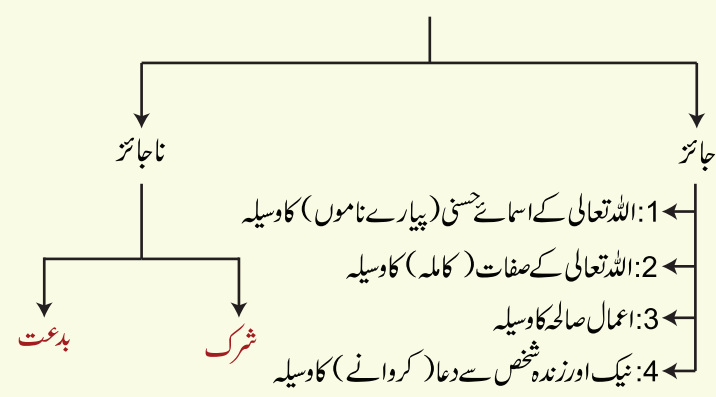 جائز
ناجائز
1: اللہ تعالی کے اسمائے حسنی (پیارے ناموں) کا وسیلہ
2: اللہ تعالی کے صفات (کاملہ) کا وسیلہ
3: اعمال صالحہ کا وسیلہ
4: نیک اور زندہ شخص سے دعا (کروانے) کا وسیلہ
شرک
بدعت